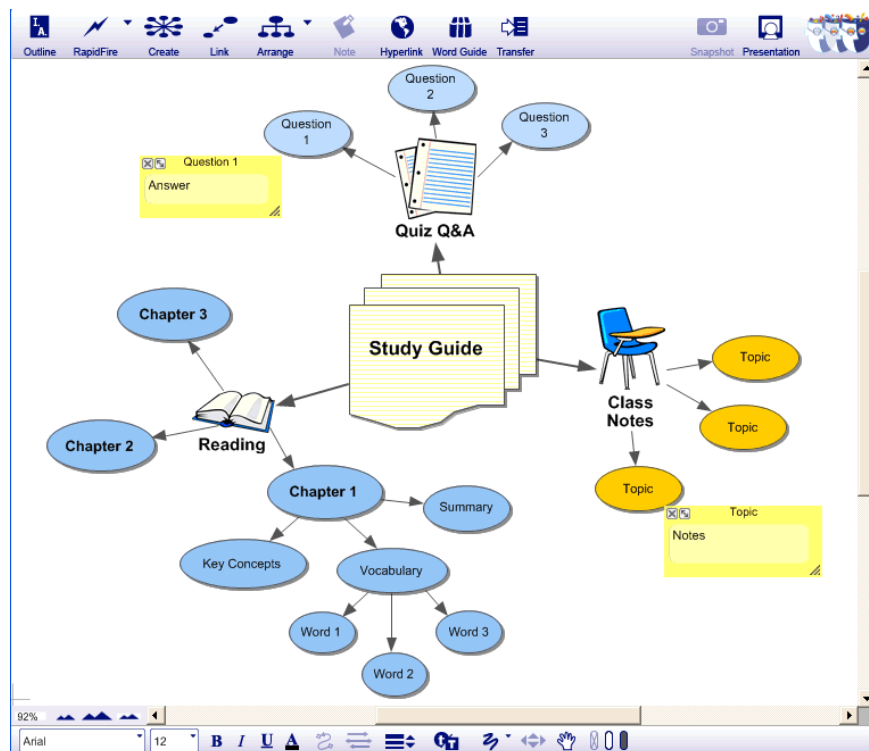 Outline
RapidFire
Create
Link
Arrange
Note
Hyperlink
Word Guide
Transfer
Snapshot
Presentation
Question
2
Question
1
Question
3
Question 1
Answer
Quiz Q&A
Chapter 3
Study Guide
Topic
Class
Notes
Topic
Chapter 2
Reading
Chapter 1
Summary
Topic
Topic
Notes
Key Concepts
Vocabulary
Word 1
Word 3
Word 2
92%
Arial
12
B I U A